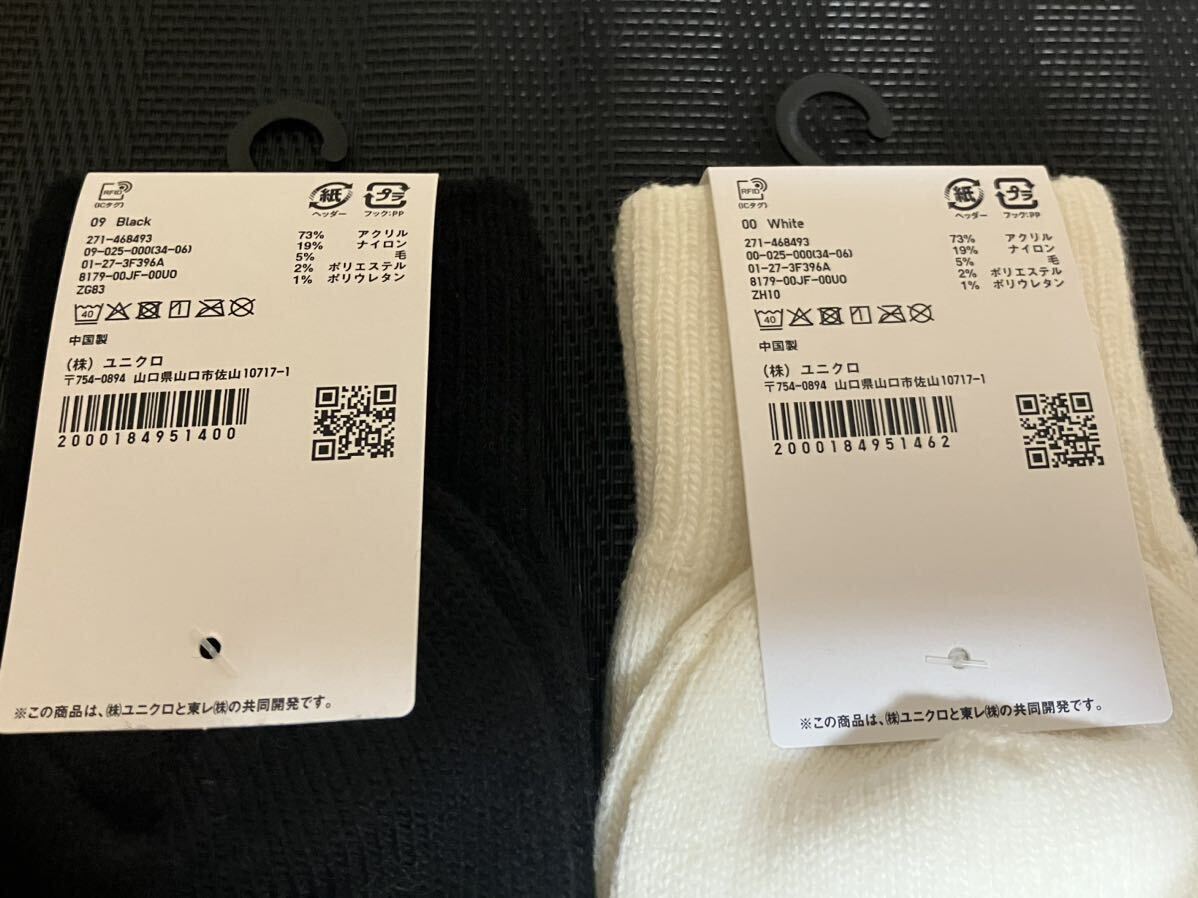 RFID
(ICタグ)
紙
ヘッダー
プラ
フック:PP
09 Black
271-468493
09-025-000(34-06)
01-27-3F396A
8179-00JF-00U0
ZG83
73% アクリル
19% ナイロン
5% 毛
2% ポリエステル
1% ポリウレタン
40
中国製
(株) ユニクロ
〒754-0894 山口県山口市佐山10717-1
2000184951400
※この商品は、㈱ユニクロと東レ㈱の共同開発です。
RFID
(ICタグ)
紙
ヘッダー
プラ
フック:PP
00 White
271-468493
00-025-000(34-06)
01-27-3F396A
8179-00JF-00U0
ZH10
73% アクリル
19% ナイロン
5% 毛
2% ポリエステル
1% ポリウレタン
40
中国製
(株) ユニクロ
〒754-0894 山口県山口市佐山10717-1
2000184951462
※この商品は、㈱ユニクロと東レ㈱の共同開発です。